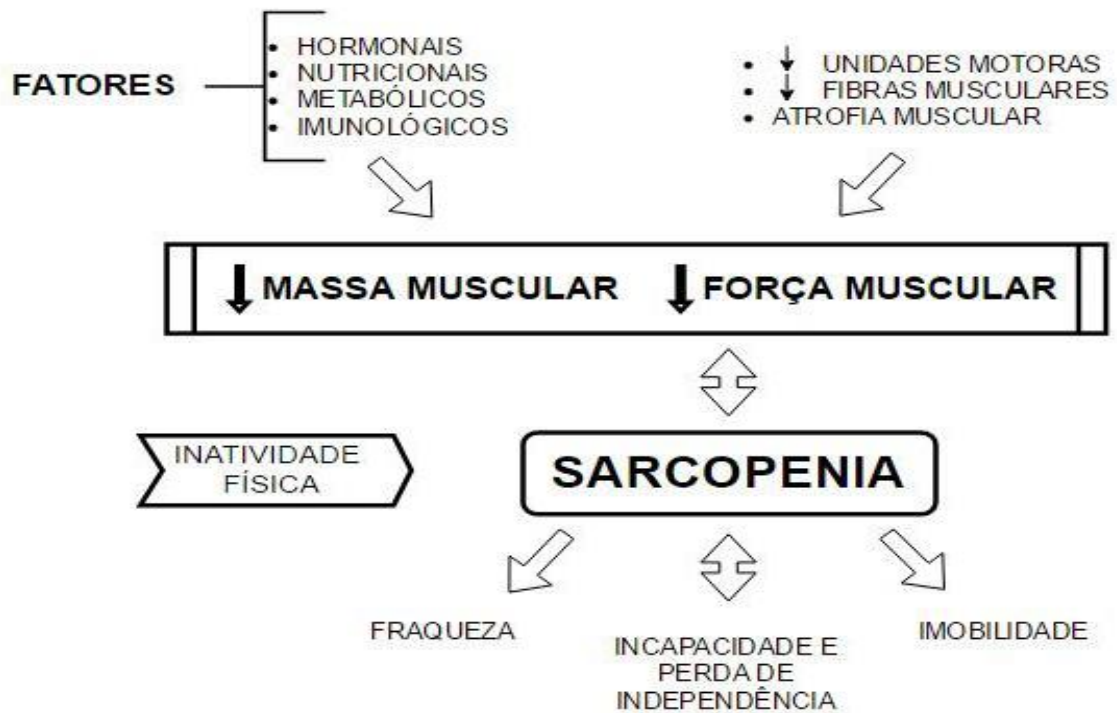 FATORES
• HORMONAIS
• NUTRICIONAIS
• METABÓLICOS
• IMUNOLÓGICOS
• ↓ UNIDADES MOTORAS
• ↓ FIBRAS MUSCULARES
• ATROFIA MUSCULAR
↓ MASSA MUSCULAR ↓ FORÇA MUSCULAR
INATIVIDADE
FÍSICA
SARCOPENIA
FRAQUEZA
INCAPACIDADE E
PERDA DE
INDEPENDÊNCIA
IMOBILIDADE